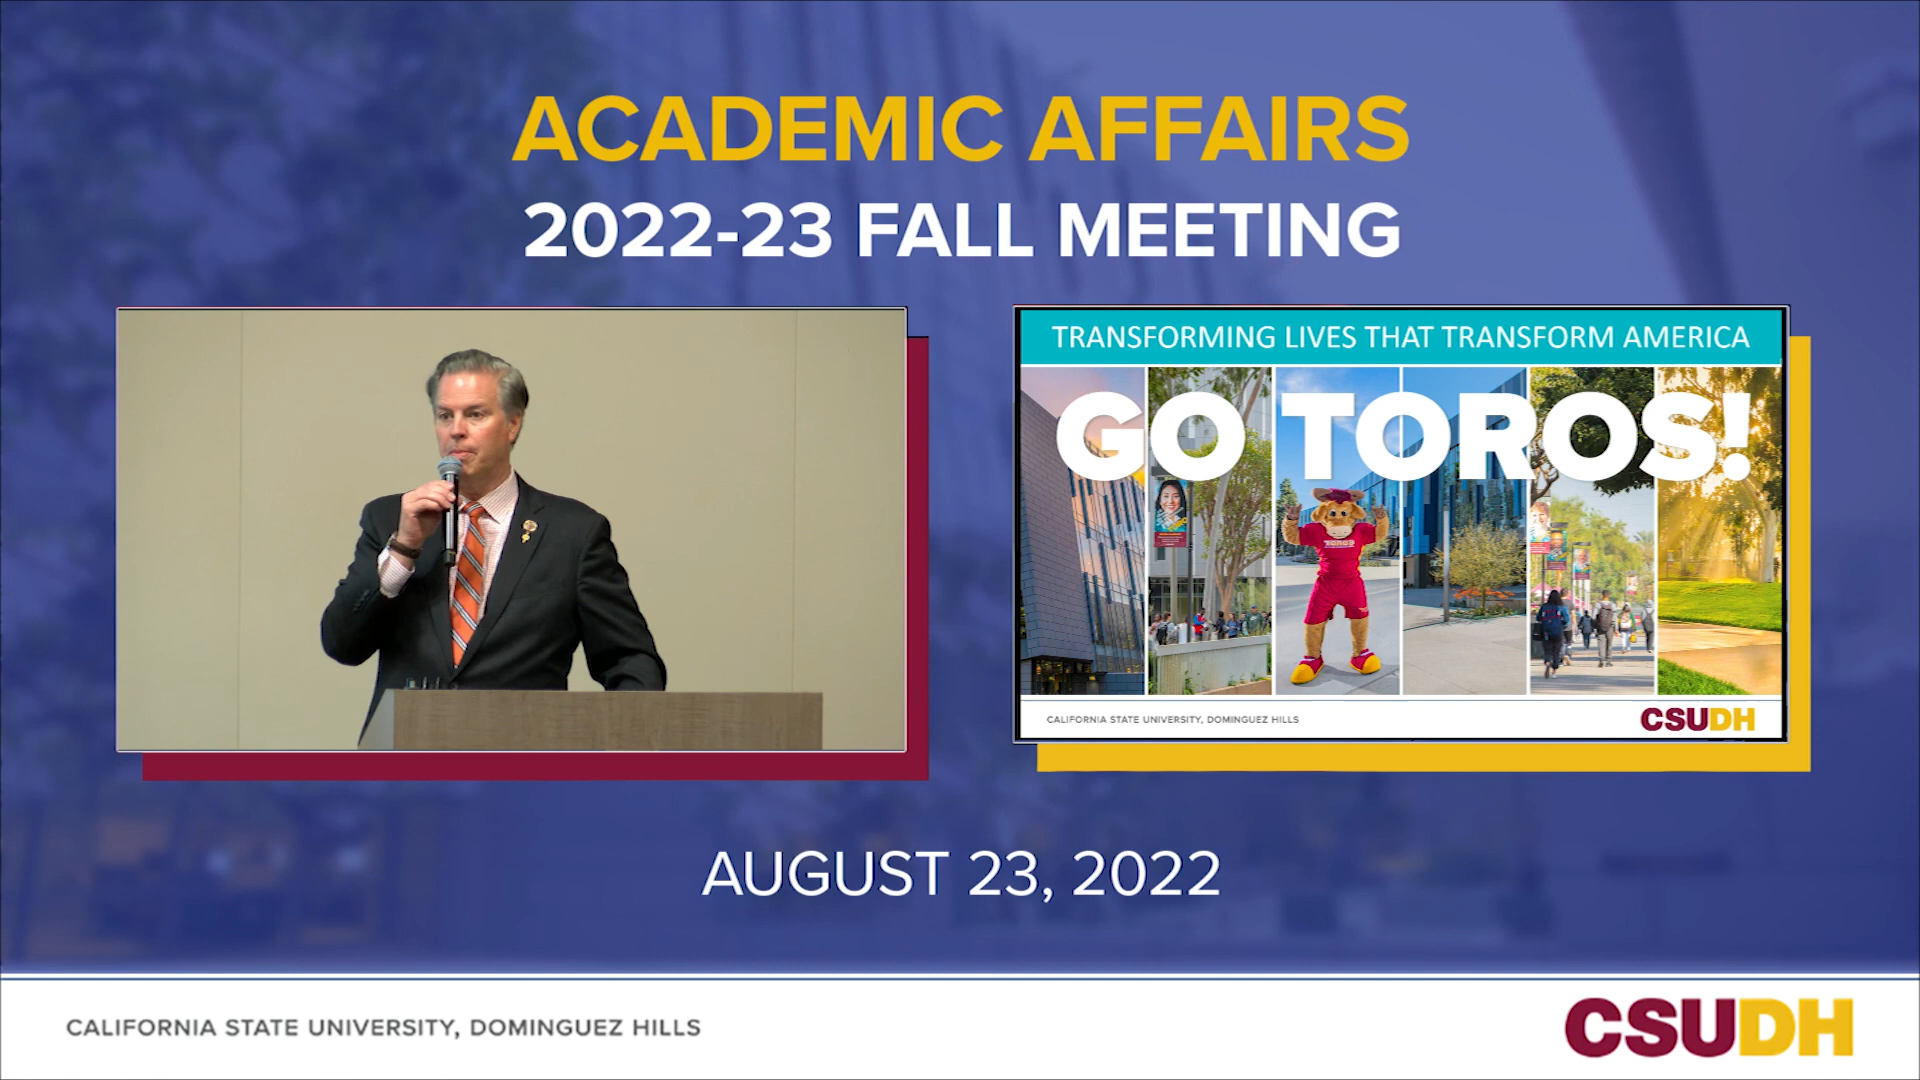 ACADEMIC AFFAIRS
2022-23 FALL MEETING
TRANSFORMING LIVES THAT TRANSFORM AMERICA
GO TOROS!
TOROS
CALIFORNIA STATE UNIVERSITY, DOMINGUEZ HILLS
CSUDH
AUGUST 23, 2022
CALIFORNIA STATE UNIVERSITY, DOMINGUEZ HILLS
CSUDH